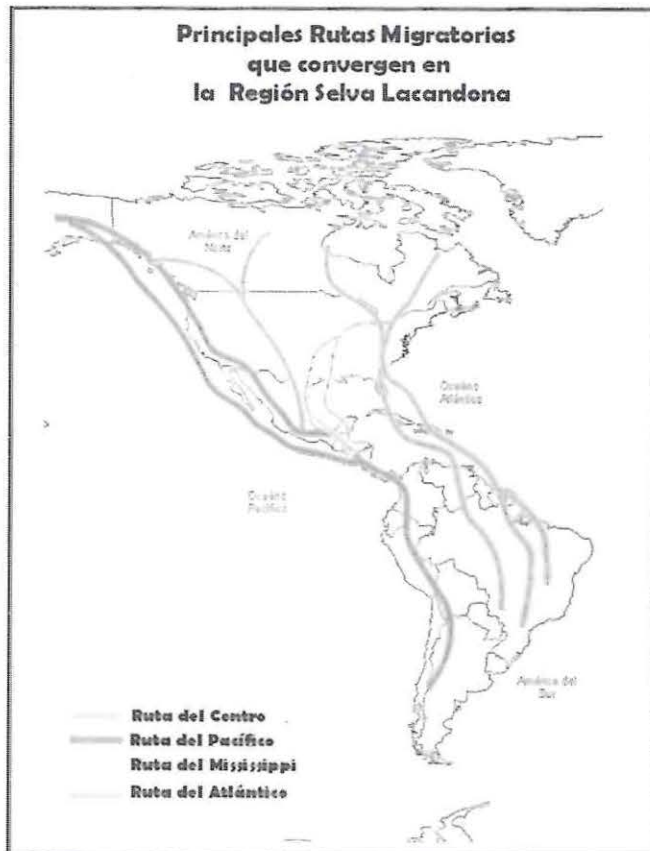 Principales Rutas Migratorias
que convergen en
la Región Selva Lacandona
América del
Norte
Océano
Atlántico
Océano
Pacífico
América del
Sur
Ruta del Centro
Ruta del Pacífico
Ruta del Mississippi
Ruta del Atlántico